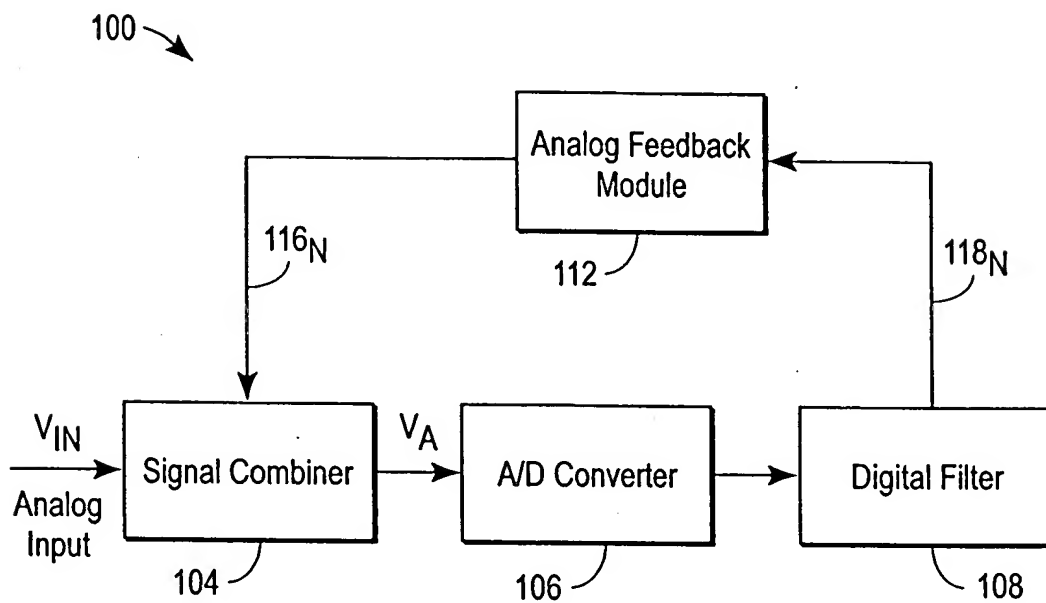 100
Analog Feedback
Module
116N
118N
112
VIN
Analog
Input
Signal Combiner
VA
A/D Converter
Digital Filter
104
106
108